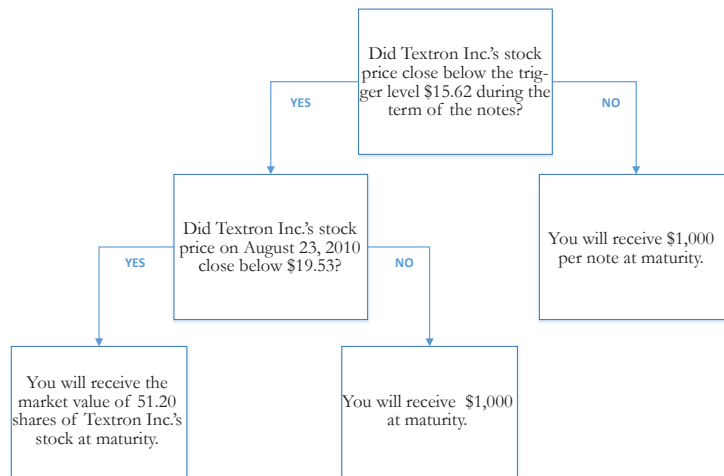 Did Textron Inc.'s stock
price close below the trig-
ger level $15.62 during the
term of the notes?
YES
NO
Did Textron Inc.'s stock
price on August 23, 2010
close below $19.53?
You will receive $1,000
per note at maturity.
YES
NO
You will receive the
market value of 51.20
shares of Textron Inc.'s
stock at maturity.
You will receive  $1,000
at maturity.